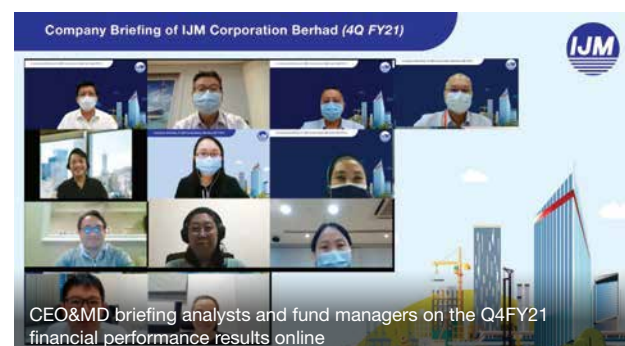 Company Briefing of IJM Corporation Berhad (4Q FY21)
IJM
CEO&MD briefing analysts and fund managers on the Q4FY21
financial performance results online